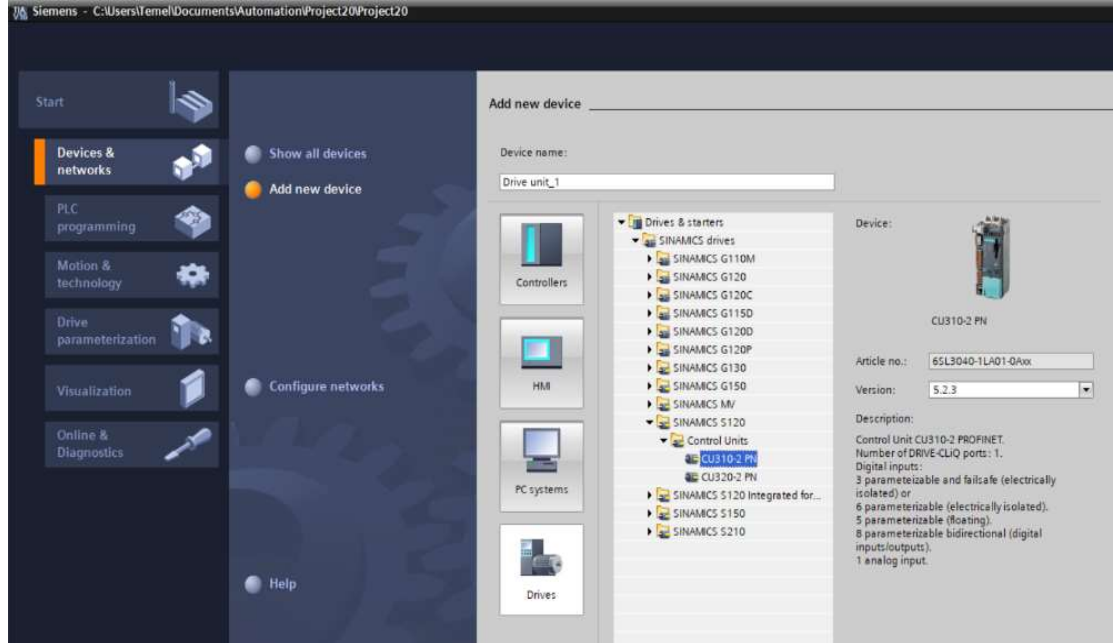 Siemens - C:\Users\Temel\Documents\Automation\Project20\Project20
Start
Devices &
networks
PLC
programming
Motion &
technology
Drive
parameterization
Visualization
Online &
Diagnostics
Show all devices
Add new device
Configure networks
Help
Add new device
Device name:
Drive unit_1
Controllers
HMI
PC systems
Drives
Drives & starters
SINAMICS drives
SINAMICS G110M
SINAMICS G120
SINAMICS G120C
SINAMICS G115D
SINAMICS G120D
SINAMICS G120P
SINAMICS G130
SINAMICS G150
SINAMICS MV
SINAMICS S120
Control Units
CU310-2 PN
CU320-2 PN
SINAMICS S120 Integrated for...
SINAMICS S150
SINAMICS S210
Device:
CU310-2 PN
Article no.: 6SL3040-1LA01-0Axx
Version: 5.2.3
Description:
Control Unit CU310-2 PROFINET.
Number of DRIVE-CLiQ ports: 1.
Digital inputs:
3 parameteizable and failsafe (electrically
isolated) or
6 parameterizable (electrically isolated).
5 parameterizable (floating).
8 parameterizable bidirectional (digital
inputs/outputs).
1 analog input.